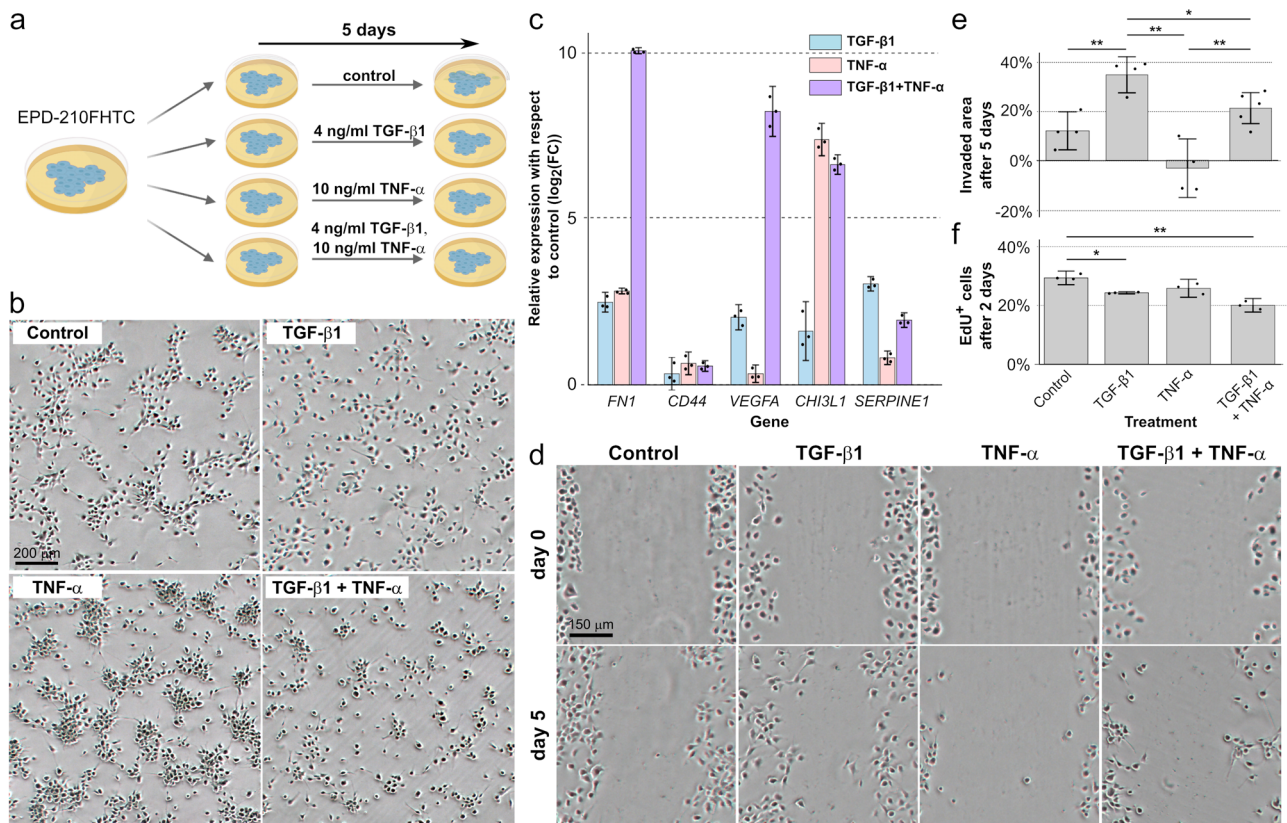 a
5 days
EPD-210FHTC
control
4 ng/ml TGF-β1
10 ng/ml TNF-α
4 ng/ml TGF-β1,
10 ng/ml TNF-α
b
Control
TGF-β1
200 μm
TNF-α
TGF-β1 + TNF-α
c
Relative expression with respect
to control (log₂(FC))
10
5
0
TGF-β1
TNF-α
TGF-β1+TNF-α
FN1
CD44
VEGFA
CHI3L1
SERPINE1
Gene
d
Control
TGF-β1
TNF-α
TGF-β1 + TNF-α
day 0
150 μm
day 5
e
Invaded area
after 5 days
40%
20%
0%
-20%
*
**
**
**
f
EdU⁺ cells
after 2 days
40%
20%
0%
**
*
Control
TGF-β1
TNF-α
TGF-β1
+ TNF-α
Treatment